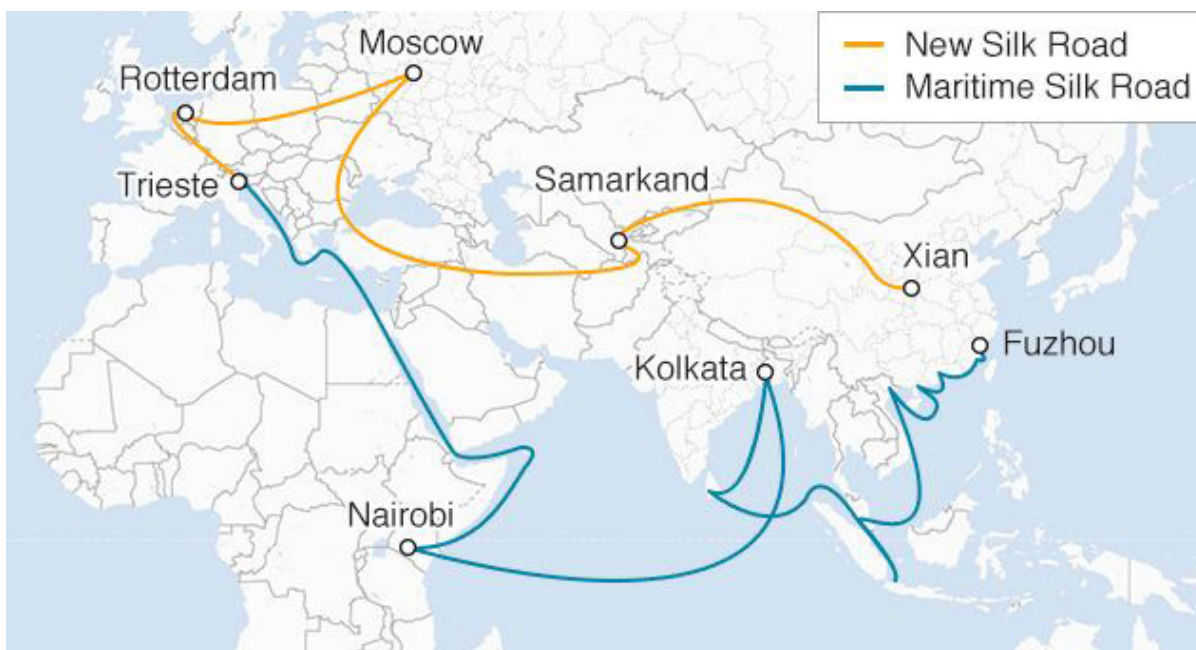 New Silk Road
Maritime Silk Road
Moscow
Rotterdam
Trieste
Samarkand
Xian
Fuzhou
Kolkata
Nairobi